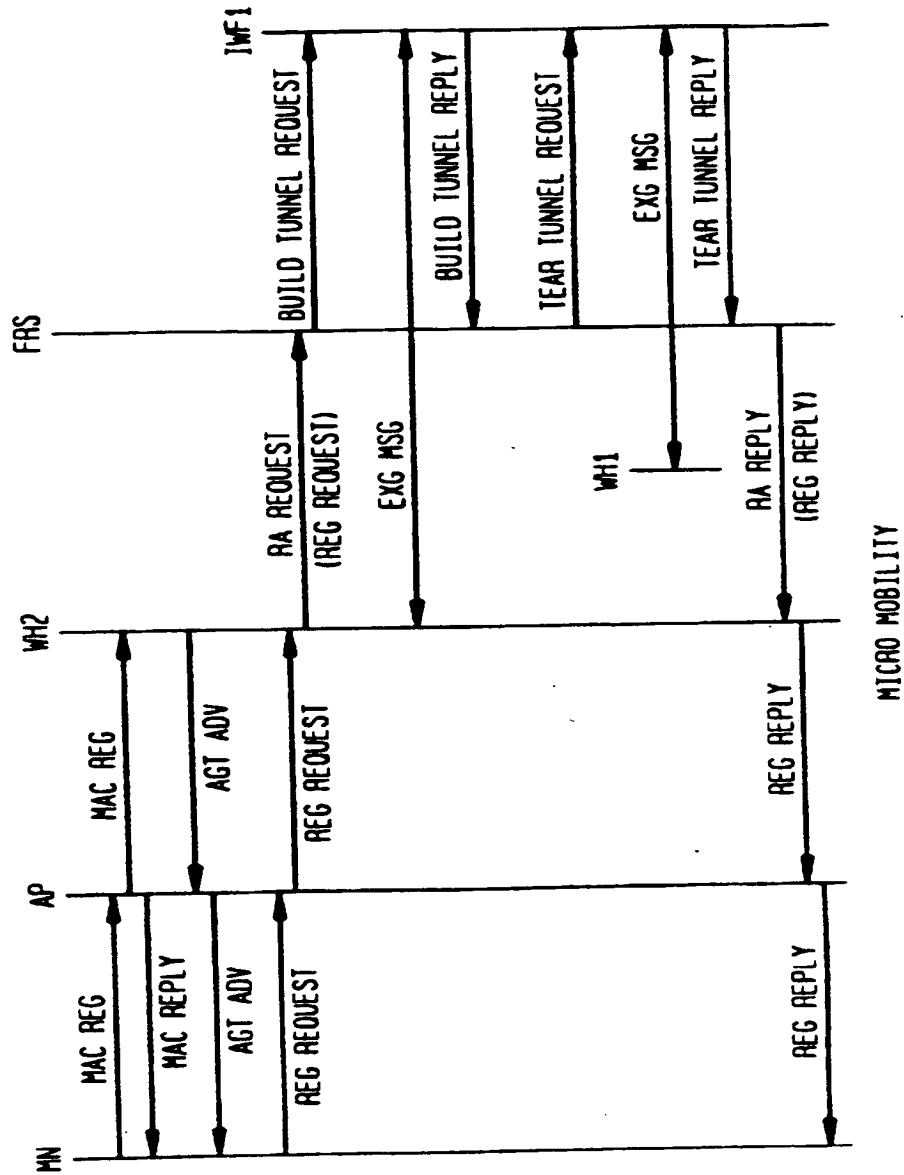 MN
AP
WH2
FRS
IWF1
MAC REG
MAC REG
MAC REPLY
AGT ADV
AGT ADV
REG REQUEST
REG REQUEST
RA REQUEST
(REG REQUEST)
BUILD TUNNEL REQUEST
EXG MSG
BUILD TUNNEL REPLY
TEAR TUNNEL REQUEST
WH1
EXG MSG
TEAR TUNNEL REPLY
RA REPLY
(REG REPLY)
REG REPLY
REG REPLY
MICRO MOBILITY